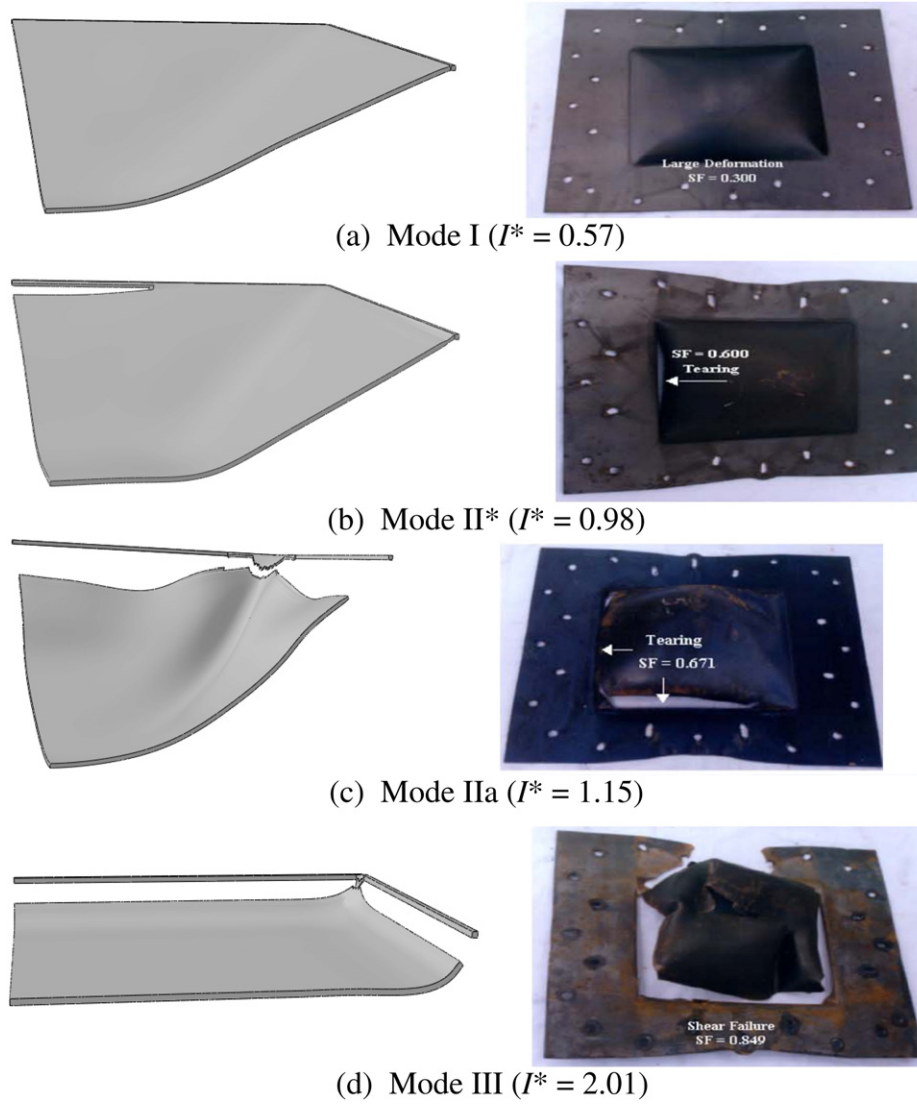 Large Deformation
SF = 0.300
(a) Mode I (I* = 0.57)
SF = 0.600
Tearing
(b) Mode II* (I* = 0.98)
Tearing
SF = 0.671
(c) Mode IIa (I* = 1.15)
Shear Failure
SF = 0.849
(d) Mode III (I* = 2.01)